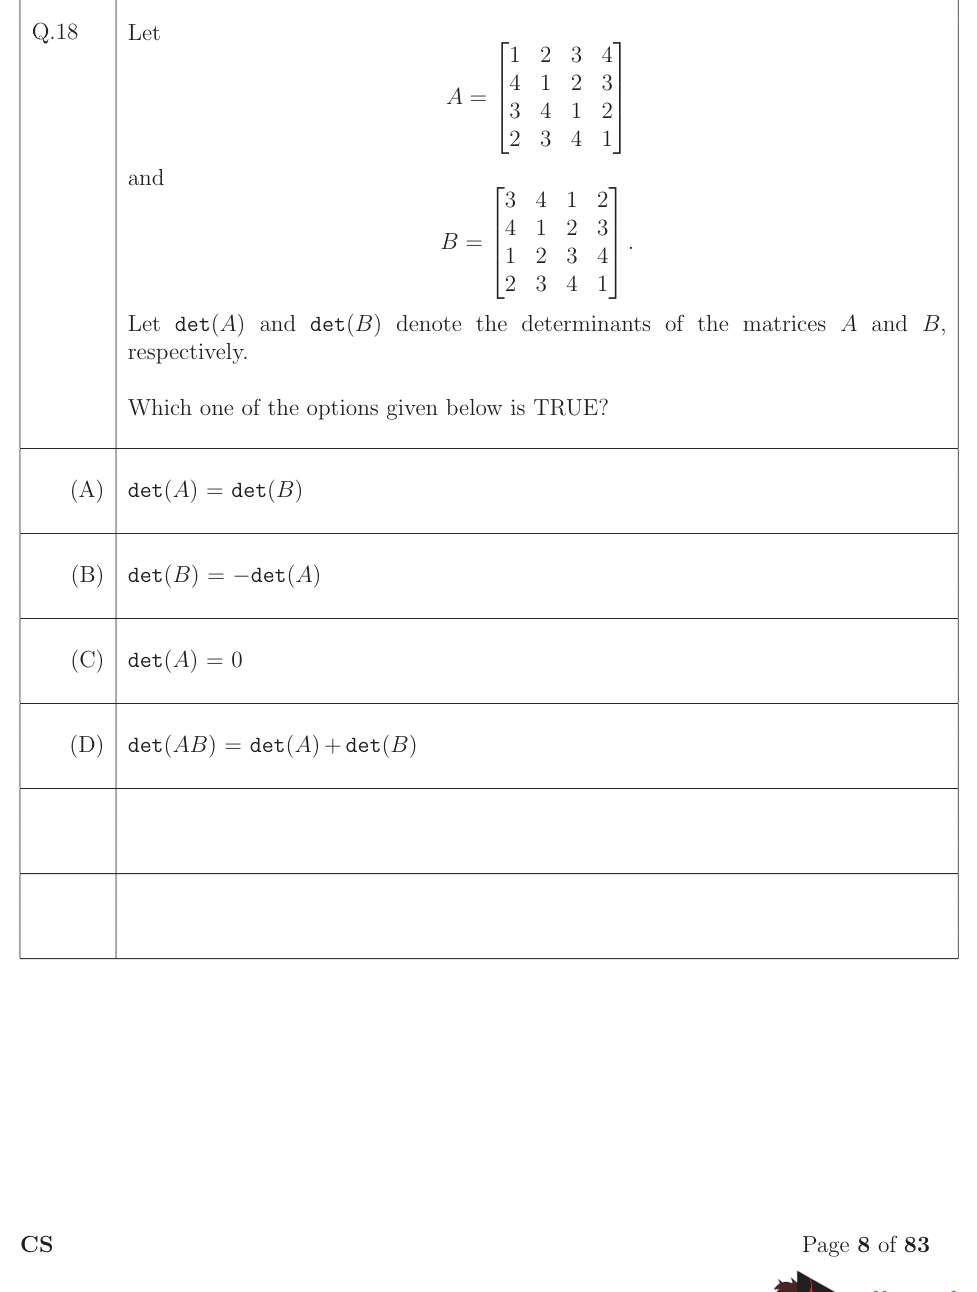 Q.18 Let
A = [1 2 3 4
4 1 2 3
3 4 1 2
2 3 4 1]
and
B = [3 4 1 2
4 1 2 3
1 2 3 4
2 3 4 1] .
Let det(A) and det(B) denote the determinants of the matrices A and B,
respectively.
Which one of the options given below is TRUE?
(A) det(A) = det(B)
(B) det(B) = −det(A)
(C) det(A) = 0
(D) det(AB) = det(A) + det(B)
CS Page 8 of 83